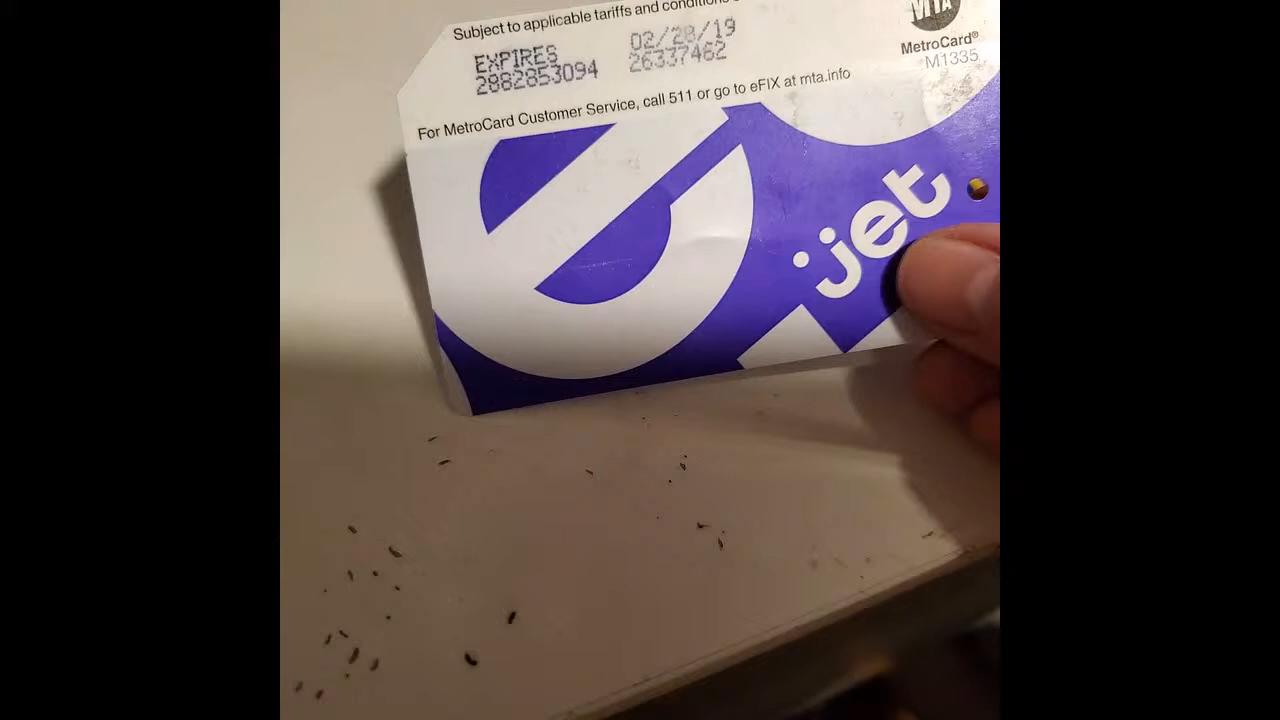 Subject to applicable tariffs and conditions
EXPIRES 02/28/19
2882853094 26337462
MTA
MetroCard®
M1335
For MetroCard Customer Service, call 511 or go to eFIX at mta.info
jet